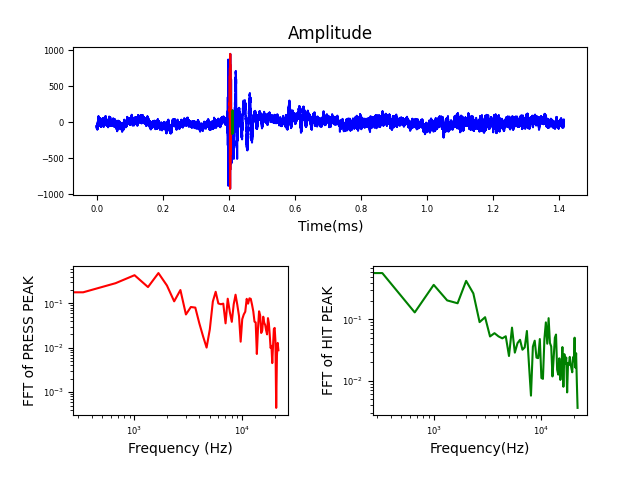 Amplitude
1000
500
0
−500
−1000
0.0 0.2 0.4 0.6 0.8 1.0 1.2 1.4
Time(ms)
FFT of PRESS PEAK
10⁻¹
10⁻²
10⁻³
10³ 10⁴
Frequency (Hz)
FFT of HIT PEAK
10⁻¹
10⁻²
10³ 10⁴
Frequency(Hz)